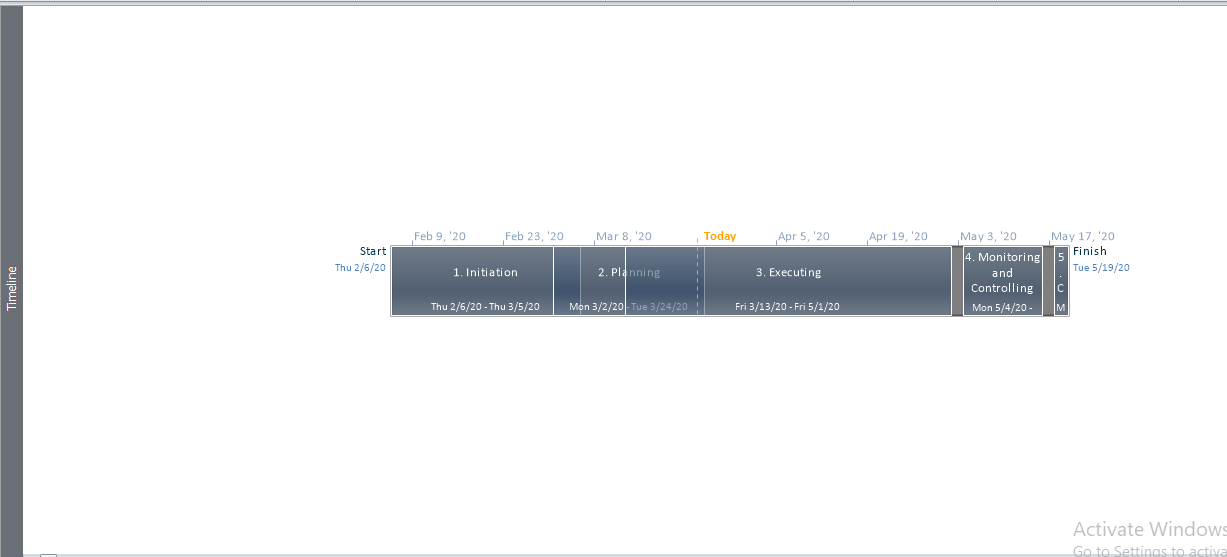 Timeline
Feb 9, '20 Feb 23, '20 Mar 8, '20 Today Apr 5, '20 Apr 19, '20 May 3, '20 May 17, '20
Start
Thu 2/6/20
1. Initiation
Thu 2/6/20 - Thu 3/5/20
2. Planning
Mon 3/2/20 - Tue 3/24/20
3. Executing
Fri 3/13/20 - Fri 5/1/20
4. Monitoring
and
Controlling
Mon 5/4/20 -
5
.
C
M
Finish
Tue 5/19/20
Activate Windows
Go to Settings to activa